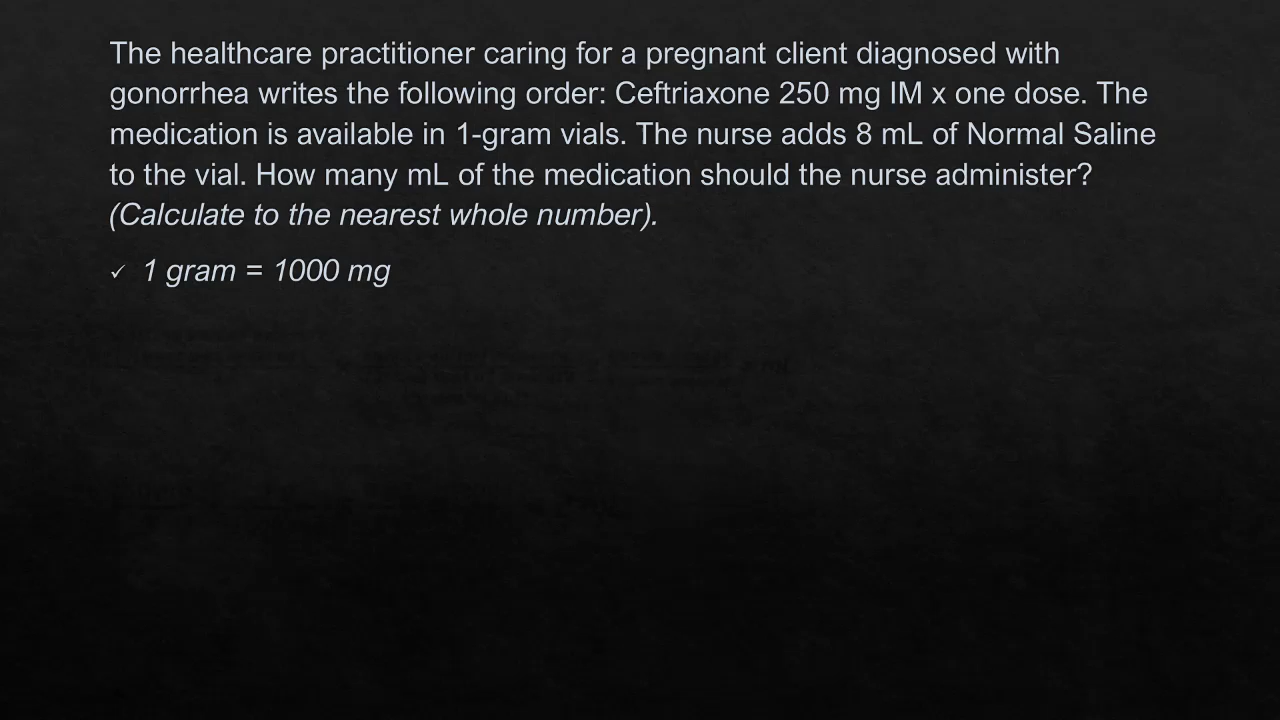 The healthcare practitioner caring for a pregnant client diagnosed with
gonorrhea writes the following order: Ceftriaxone 250 mg IM x one dose. The
medication is available in 1-gram vials. The nurse adds 8 mL of Normal Saline
to the vial. How many mL of the medication should the nurse administer?
(Calculate to the nearest whole number).
✓ 1 gram = 1000 mg